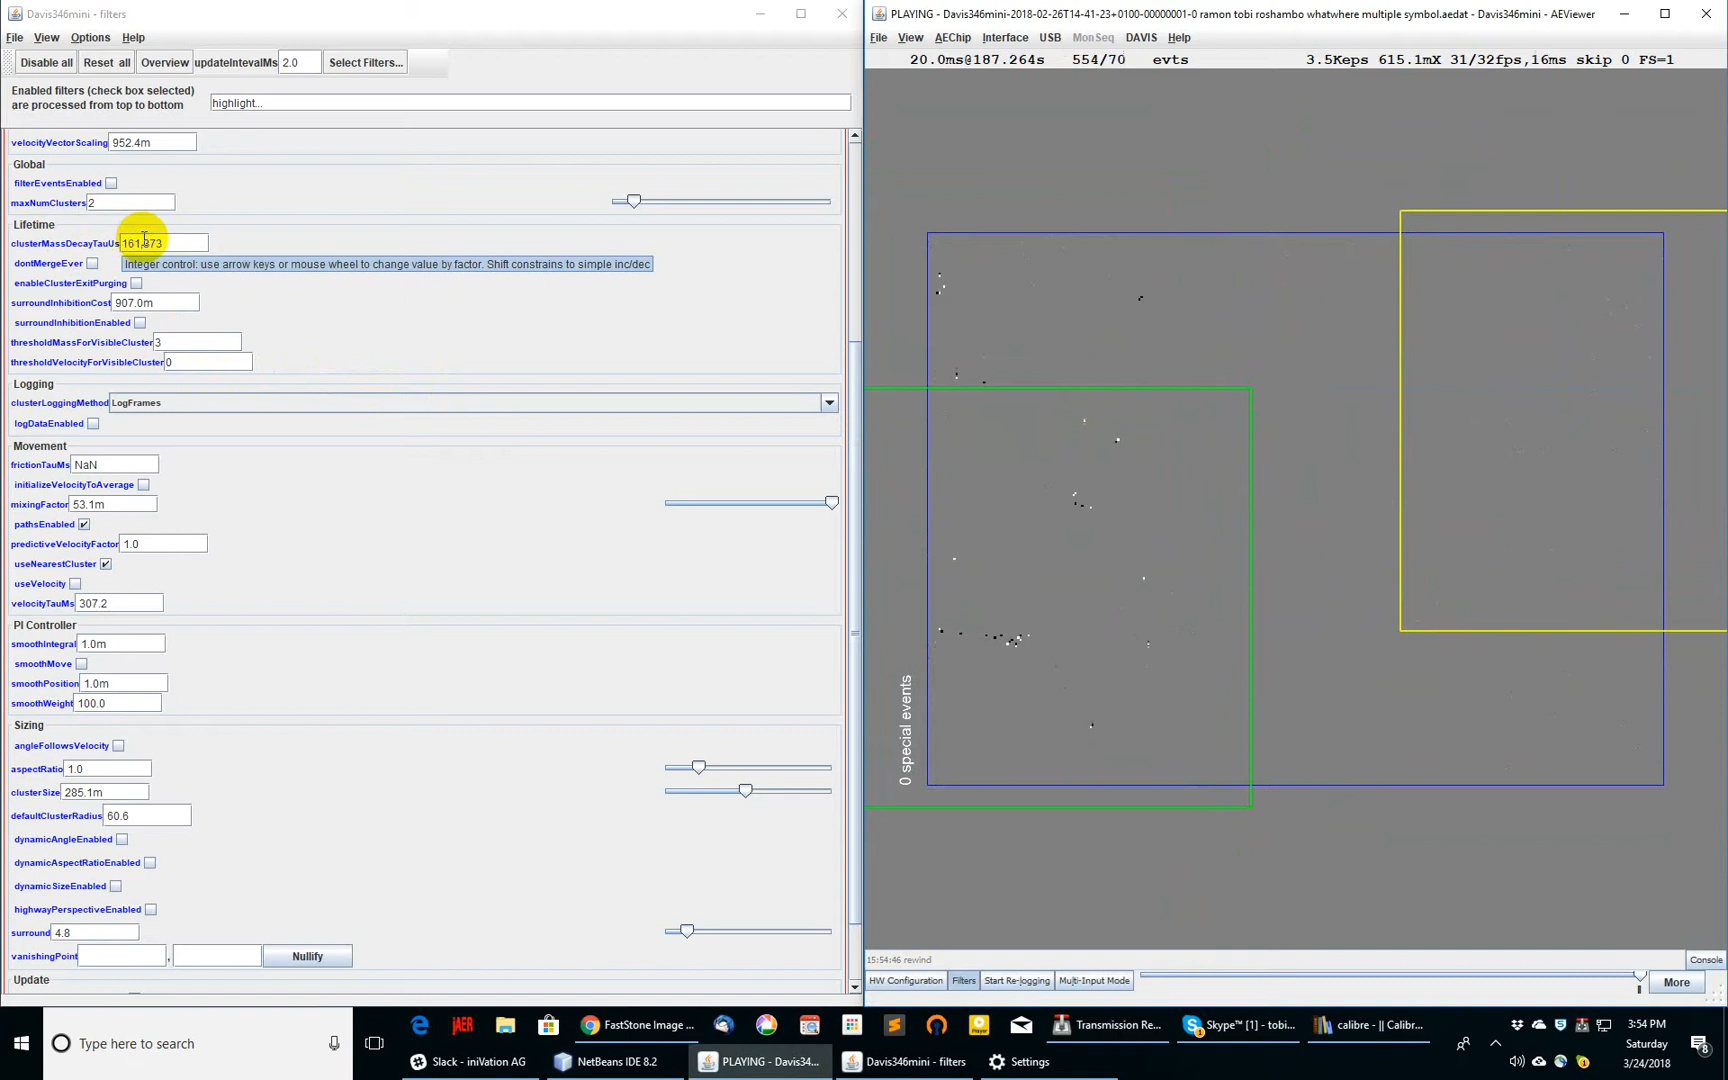 Davis346mini - filters
File View Options Help
Disable all Reset all Overview updateIntevalMs 2.0 Select Filters...
Enabled filters (check box selected)
are processed from top to bottom
highlight...
velocityVectorScaling 952.4m
Global
filterEventsEnabled
maxNumClusters 2
Lifetime
clusterMassDecayTauUs
dontMergeEver
Integer control: use arrow keys or mouse wheel to change value by factor. Shift constrains to simple inc/dec
enableClusterExitPurging
surroundInhibitionCost 907.0m
surroundInhibitionEnabled
thresholdMassForVisibleCluster 3
thresholdVelocityForVisibleCluster 0
Logging
clusterLoggingMethod LogFrames
logDataEnabled
Movement
frictionTauMs NaN
initializeVelocityToAverage
mixingFactor 53.1m
pathsEnabled
predictiveVelocityFactor 1.0
useNearestCluster
useVelocity
velocityTauMs 307.2
PI Controller
smoothIntegral 1.0m
smoothMove
smoothPosition 1.0m
smoothWeight 100.0
Sizing
angleFollowsVelocity
aspectRatio 1.0
clusterSize 285.1m
defaultClusterRadius 60.6
dynamicAngleEnabled
dynamicAspectRatioEnabled
dynamicSizeEnabled
highwayPerspectiveEnabled
surround 4.8
vanishingPoint , Nullify
Update
PLAYING - Davis346mini-2018-02-26T14-41-23+0100-00000001-0 ramon tobi roshambo whatwhere multiple symbol.aedat - Davis346mini - AEViewer
File View AEChip Interface USB MonSeq DAVIS Help
20.0ms@187.264s 554/70 evts 3.5Keps 615.1mX 31/32fps,16ms skip 0 FS=1
0 special events
15:54:46 rewind
Console
HW Configuration Filters Start Re-logging Multi-Input Mode More
Type here to search
jAER
FastStone Image ...
Transmission Re...
Skype™ [1] - tobi...
calibre - || Calibr...
Slack - iniVation AG
NetBeans IDE 8.2
PLAYING - Davis34...
Davis346mini - filters
Settings
3:54 PM
Saturday
3/24/2018
8